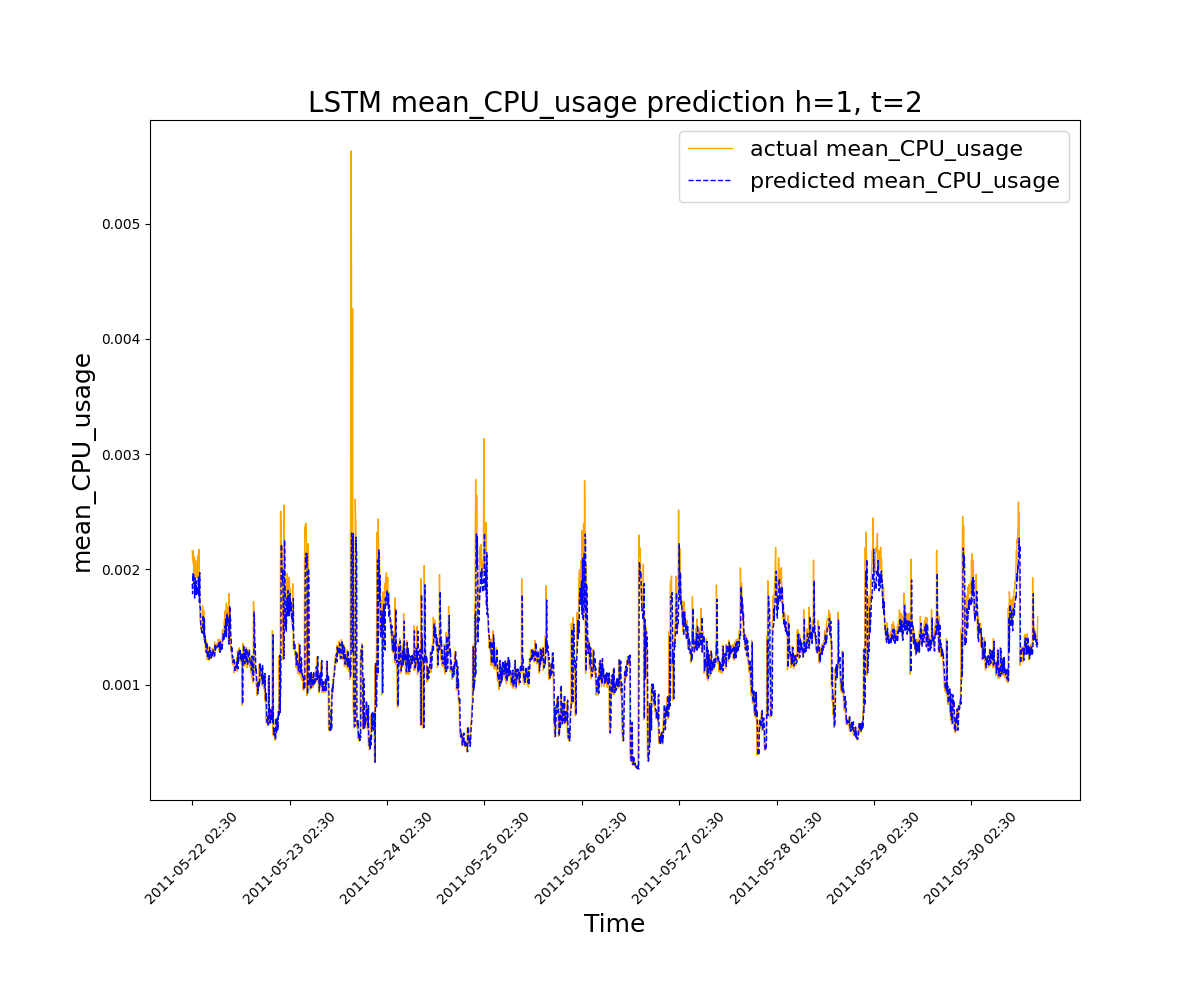 LSTM mean_CPU_usage prediction h=1, t=2
actual mean_CPU_usage
predicted mean_CPU_usage
mean_CPU_usage
0.005
0.004
0.003
0.002
0.001
2011-05-22 02:30
2011-05-23 02:30
2011-05-24 02:30
2011-05-25 02:30
2011-05-26 02:30
2011-05-27 02:30
2011-05-28 02:30
2011-05-29 02:30
2011-05-30 02:30
Time